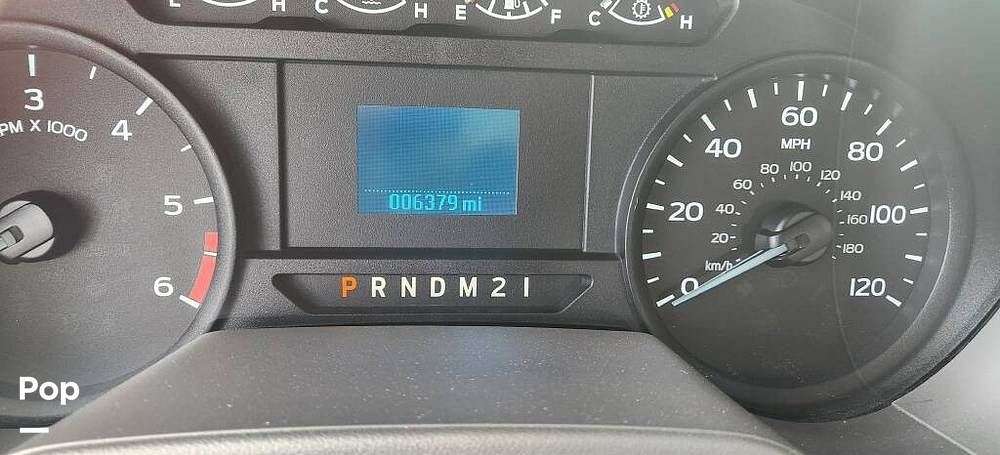 L H C H E F C H
3
4
5
6
PM X 1000
006379 mi
P R N D M 2 1
0 20 40 60 80 100 120
MPH
20 40 60 80 100 120 140 160 180
km/h
Pop